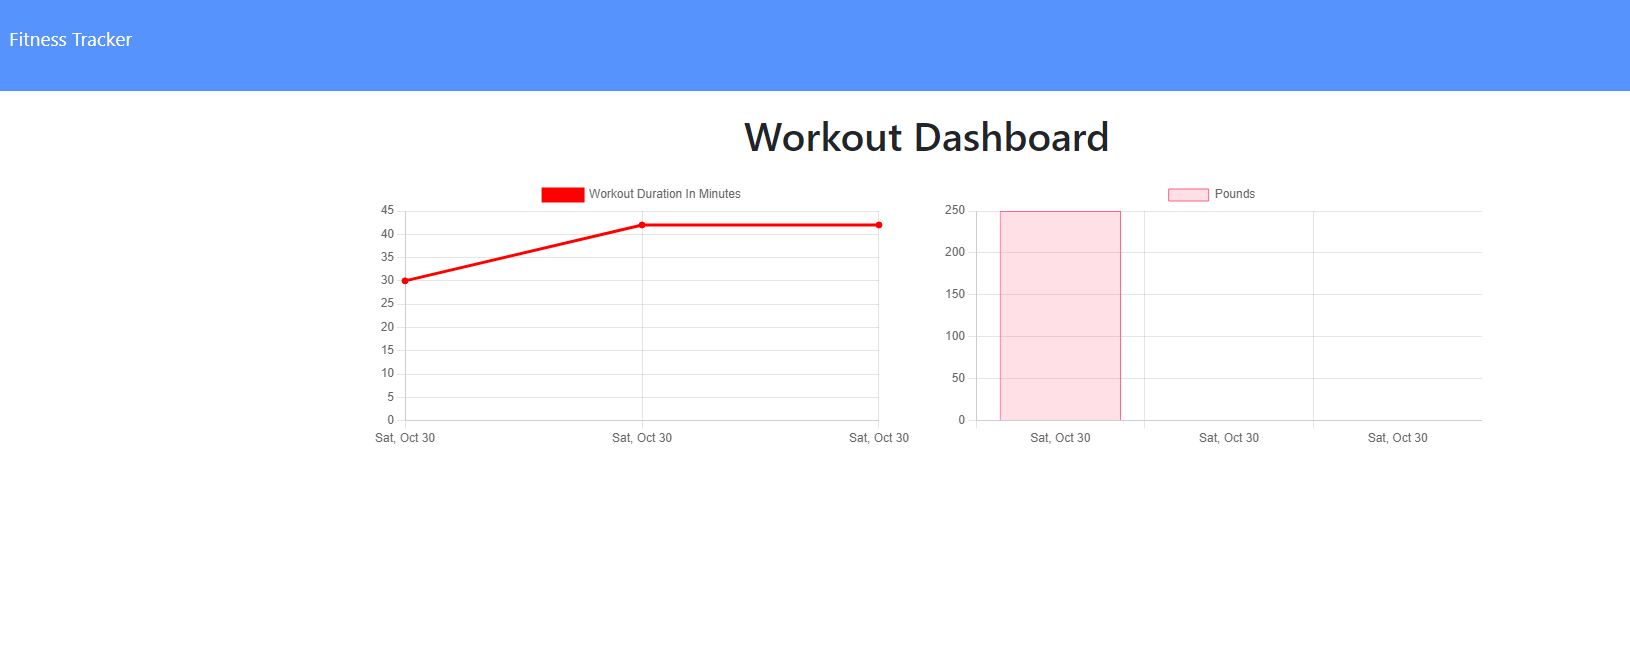 Fitness Tracker
Workout Dashboard
Workout Duration In Minutes
45
40
35
30
25
20
15
10
5
0
Sat, Oct 30 Sat, Oct 30 Sat, Oct 30
Pounds
250
200
150
100
50
0
Sat, Oct 30 Sat, Oct 30 Sat, Oct 30